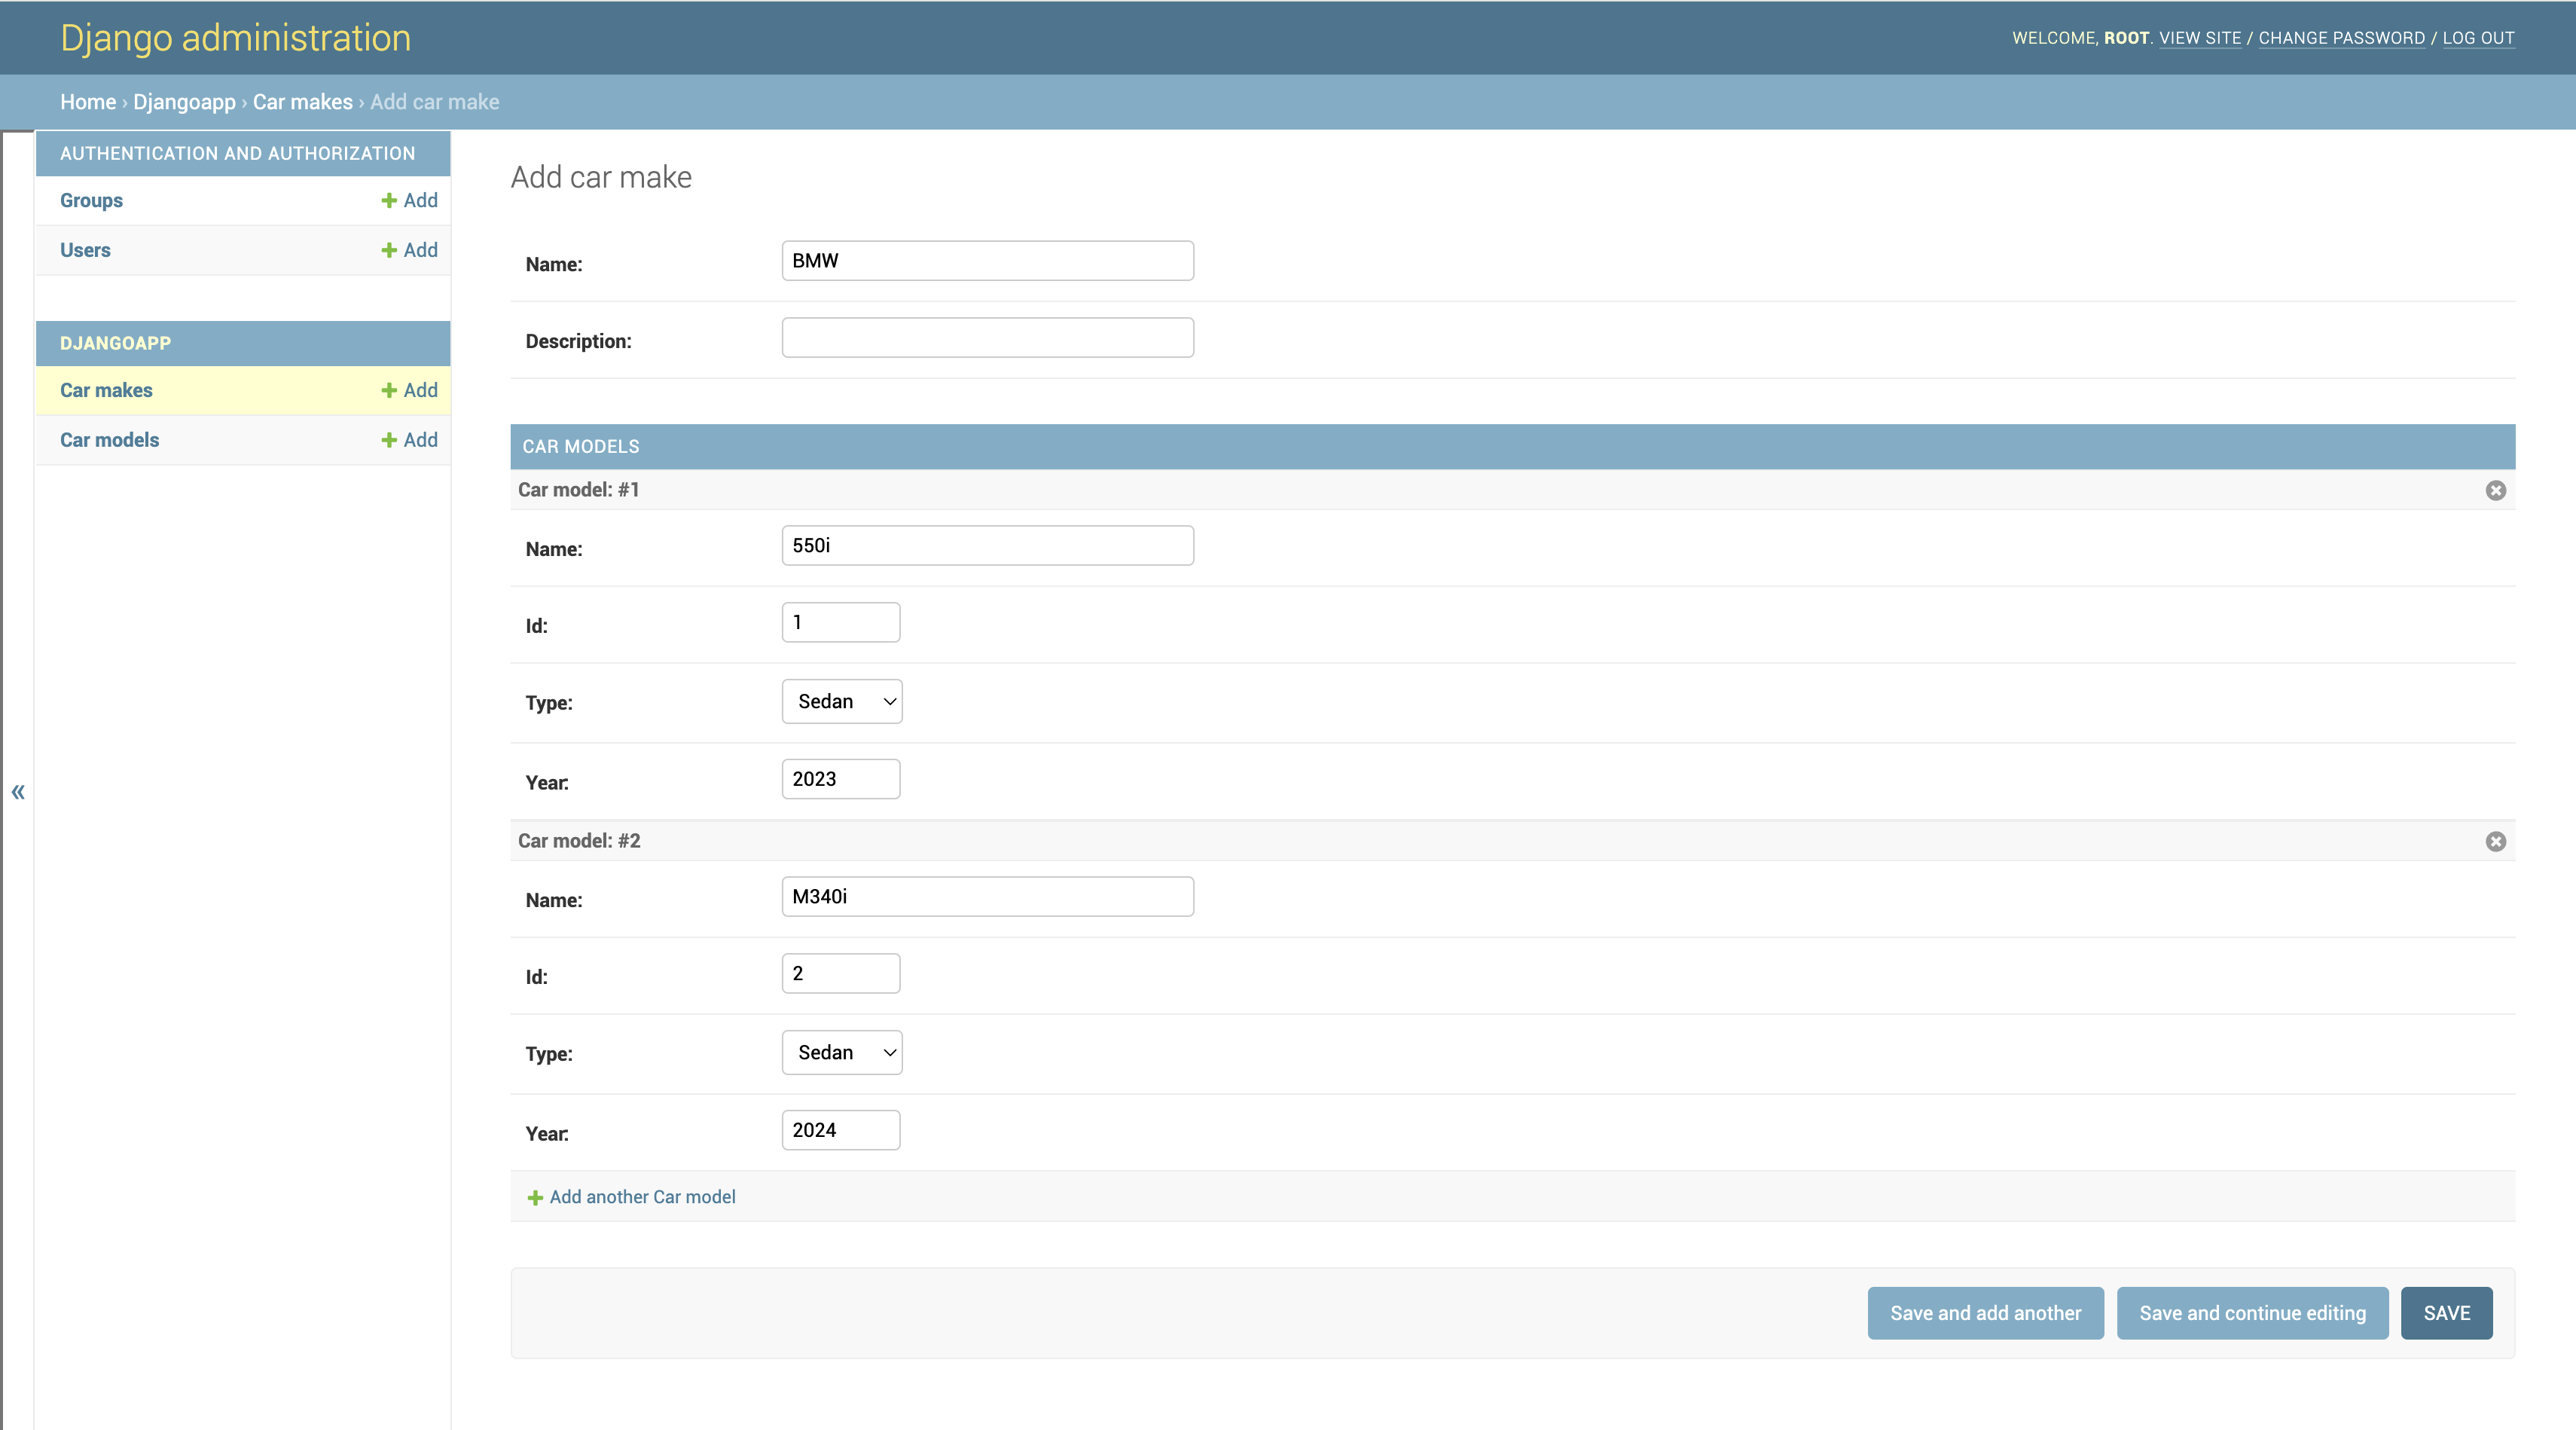 Django administration
WELCOME, ROOT. VIEW SITE / CHANGE PASSWORD / LOG OUT
Home › Djangoapp › Car makes › Add car make
AUTHENTICATION AND AUTHORIZATION
Groups + Add
Users + Add
DJANGOAPP
Car makes + Add
Car models + Add
«
Add car make
Name: BMW
Description:
CAR MODELS
Car model: #1
Name: 550i
Id: 1
Type: Sedan
Year: 2023
Car model: #2
Name: M340i
Id: 2
Type: Sedan
Year: 2024
+ Add another Car model
Save and add another Save and continue editing SAVE